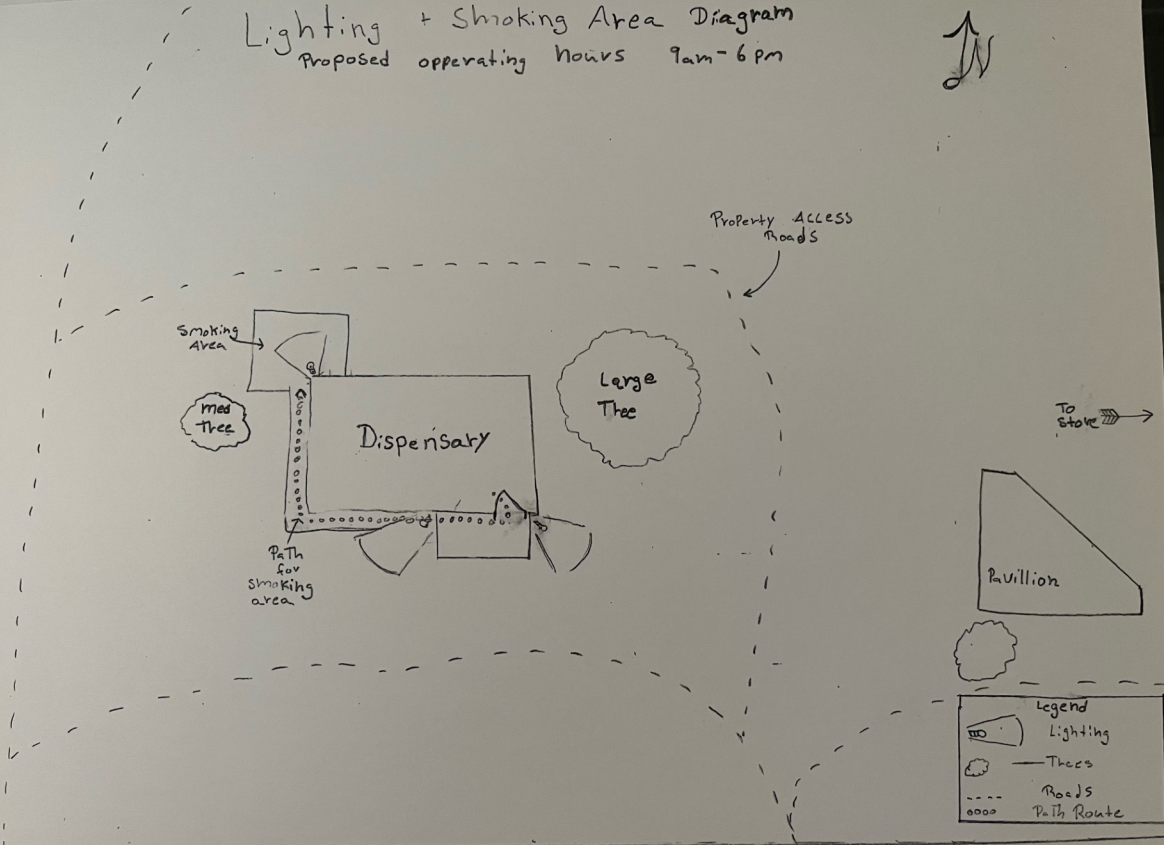 Lighting + Smoking Area Diagram
Proposed opperating hours 9am-6pm
N
Property Access
Roads
Smoking
Area
med
Tree
Large
Tree
Dispensary
To
store
Path
for
smoking
area
Pavillion
Legend
Lighting
Trees
Roads
Path Route